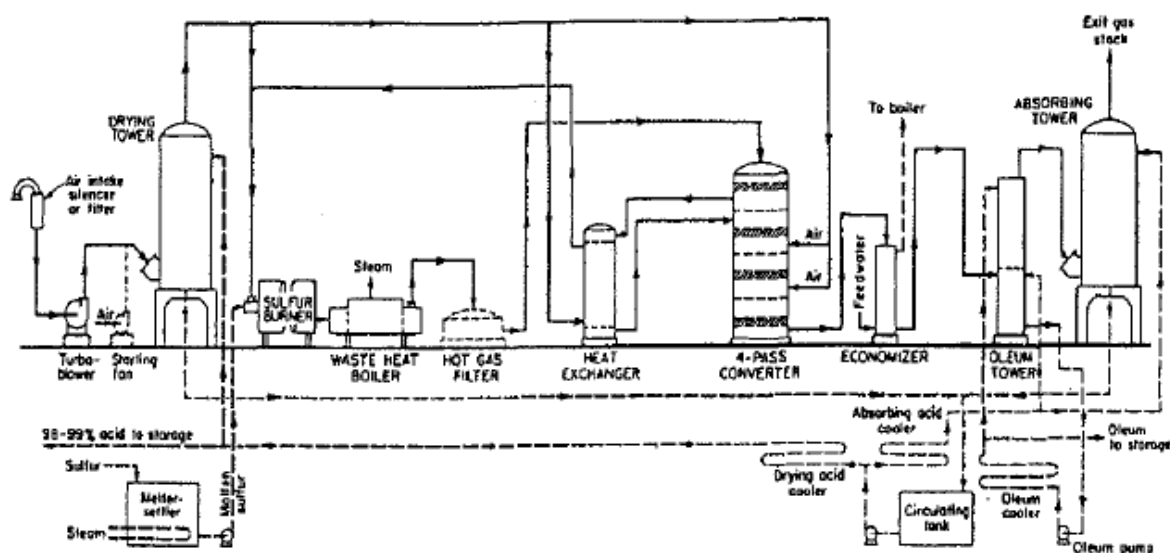 Exit gas
stack
DRYING
TOWER
To boiler
ABSORBING
TOWER
Air intake
silencer
or filter
Air
Steam
Feedwater
Air
Air
SULFUR
BURNER
Turbo-
blower
Starting
fan
WASTE HEAT
BOILER
HOT GAS
FILTER
HEAT
EXCHANGER
4-PASS
CONVERTER
ECONOMIZER
OLEUM
TOWER
98-99% acid to storage
Absorbing acid
cooler
Oleum
to storage
Sulfur
Molten
sulfur
Drying acid
cooler
Melter-
settler
Steam
Circulating
tank
Oleum
cooler
Oleum pump